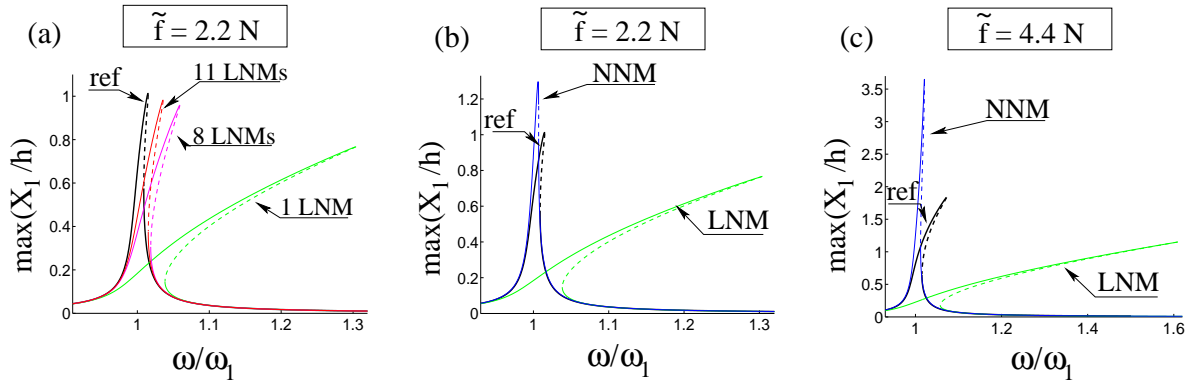 (a)
f̃ = 2.2 N
ref
11 LNMs
8 LNMs
1 LNM
1
0.8
0.6
0.4
0.2
0
1
1.1
1.2
1.3
max(X₁/h)
ω/ω₁
(b)
f̃ = 2.2 N
NNM
ref
LNM
1.2
1
0.8
0.6
0.4
0.2
0
1
1.1
1.2
1.3
max(X₁/h)
ω/ω₁
(c)
f̃ = 4.4 N
NNM
ref
LNM
3.5
3
2.5
2
1.5
1
0.5
0
1
1.2
1.4
1.6
max(X₁/h)
ω/ω₁